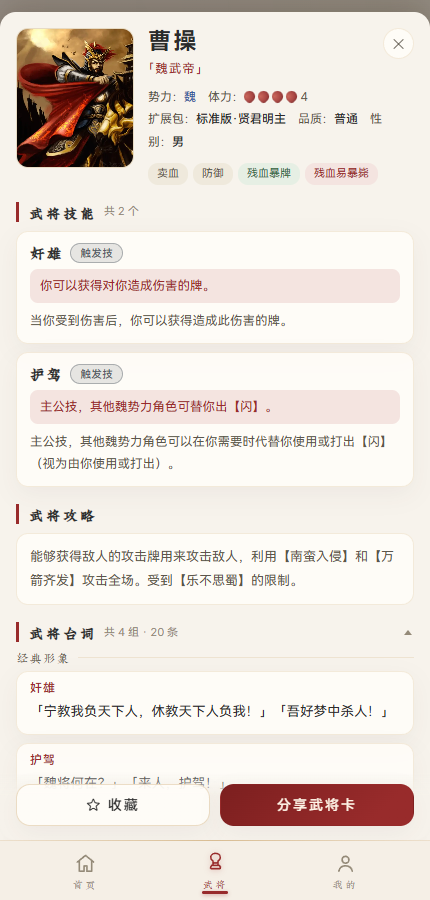 曹操
「魏武帝」
势力: 魏 体力: 4
扩展包: 标准版·贤君明主 品质: 普通 性
别: 男
卖血 防御 残血暴牌 残血易暴毙
武将技能 共 2 个
奸雄 触发技
你可以获得对你造成伤害的牌。
当你受到伤害后，你可以获得造成此伤害的牌。
护驾 触发技
主公技，其他魏势力角色可替你出【闪】。
主公技，其他魏势力角色可以在你需要时代替你使用或打出【闪】
（视为由你使用或打出）。
武将攻略
能够获得敌人的攻击牌用来攻击敌人，利用【南蛮入侵】和【万
箭齐发】攻击全场。受到【乐不思蜀】的限制。
武将台词 共 4 组 · 20 条
经典形象
奸雄
「宁教我负天下人，休教天下人负我！」「吾好梦中杀人！」
护驾
「魏将何在？」「来人，护驾！」
收藏 分享武将卡
首页 武将 我的